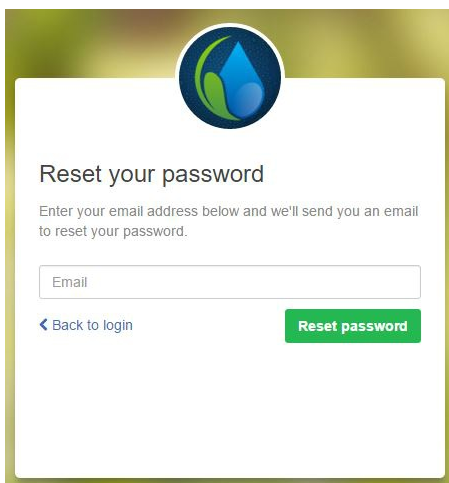 Reset your password
Enter your email address below and we'll send you an email
to reset your password.
Email
Back to login
Reset password